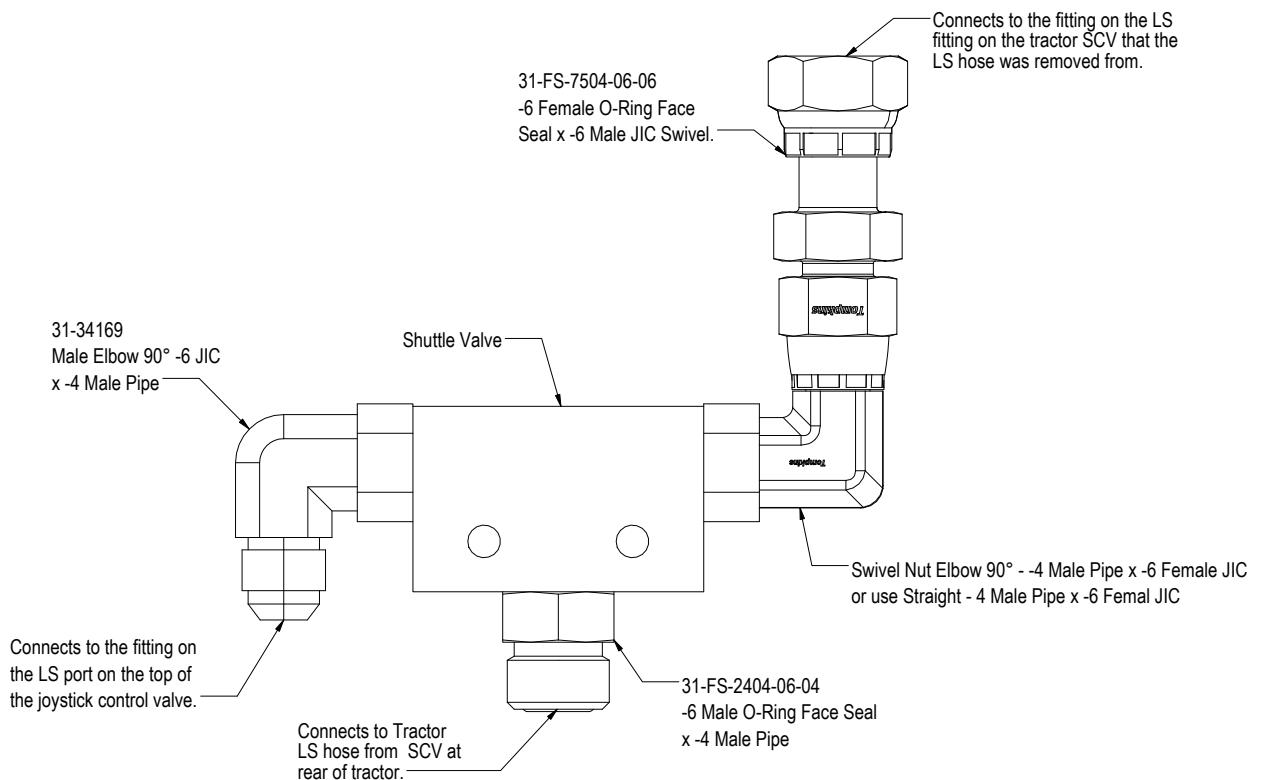 Connects to the fitting on the LS
fitting on the tractor SCV that the
LS hose was removed from.
31-FS-7504-06-06
-6 Female O-Ring Face
Seal x -6 Male JIC Swivel.
Tompkins
31-34169
Male Elbow 90° -6 JIC
x -4 Male Pipe
Shuttle Valve
Tompkins
Swivel Nut Elbow 90° - -4 Male Pipe x -6 Female JIC
or use Straight - 4 Male Pipe x -6 Femal JIC
Connects to the fitting on
the LS port on the top of
the joystick control valve.
31-FS-2404-06-04
-6 Male O-Ring Face Seal
x -4 Male Pipe
Connects to Tractor
LS hose from SCV at
rear of tractor.